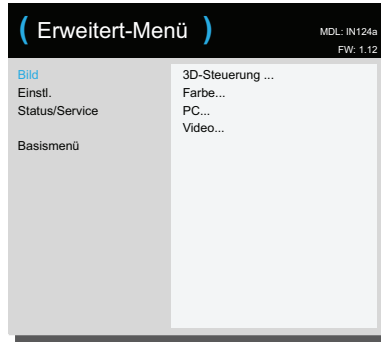 ( Erweitert-Menü )
MDL: IN124a
FW: 1.12
Bild
Einstl.
Status/Service
Basismenü
3D-Steuerung ...
Farbe...
PC...
Video...